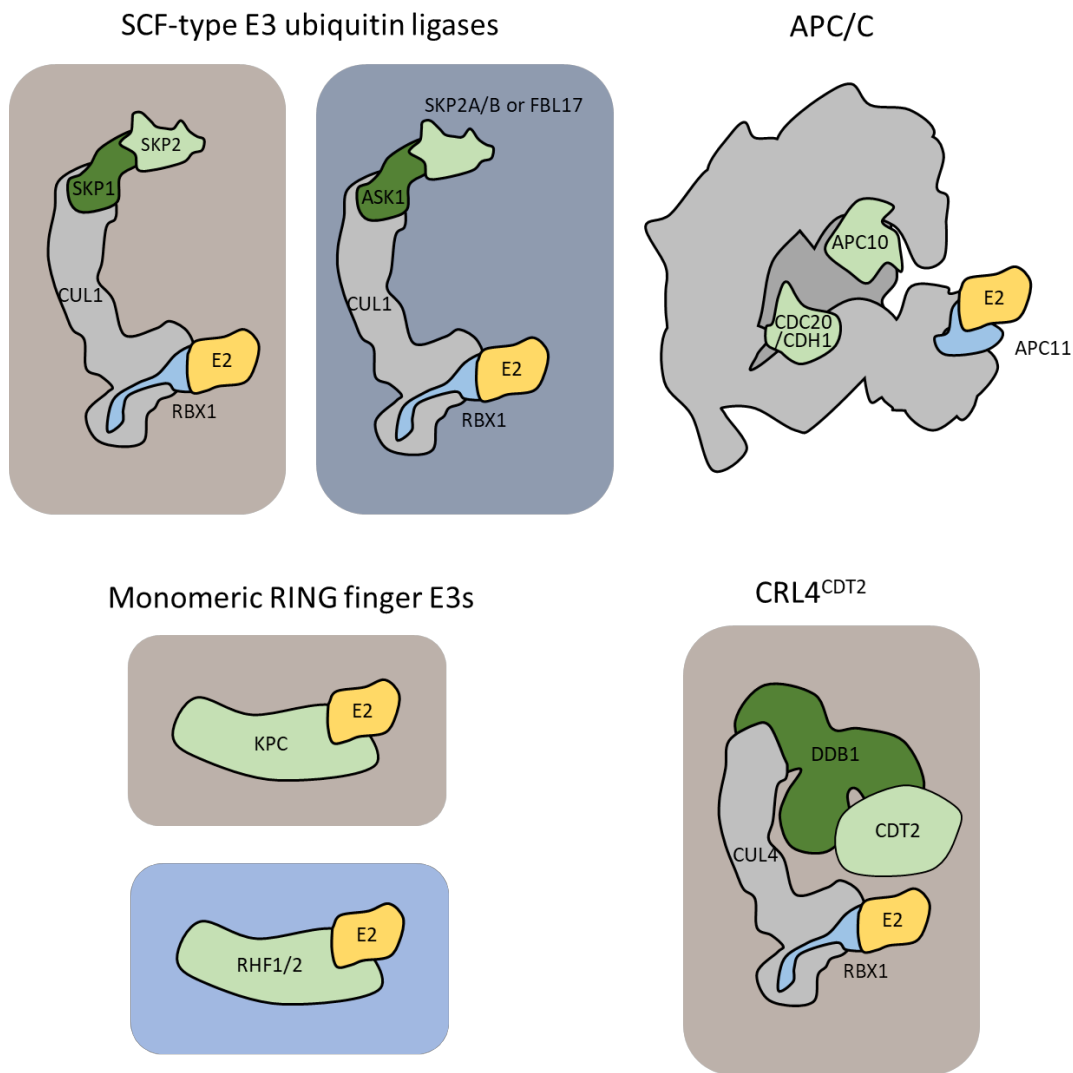 SCF-type E3 ubiquitin ligases
SKP2
SKP1
CUL1
E2
RBX1
SKP2A/B or FBL17
ASK1
CUL1
E2
RBX1
APC/C
APC10
CDC20
/CDH1
E2
APC11
Monomeric RING finger E3s
E2
KPC
E2
RHF1/2
CRL4CDT2
DDB1
CDT2
CUL4
E2
RBX1